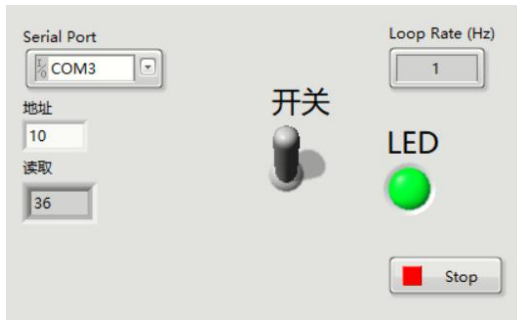 Serial Port
COM3
地址
10
读取
36
开关
Loop Rate (Hz)
1
LED
Stop